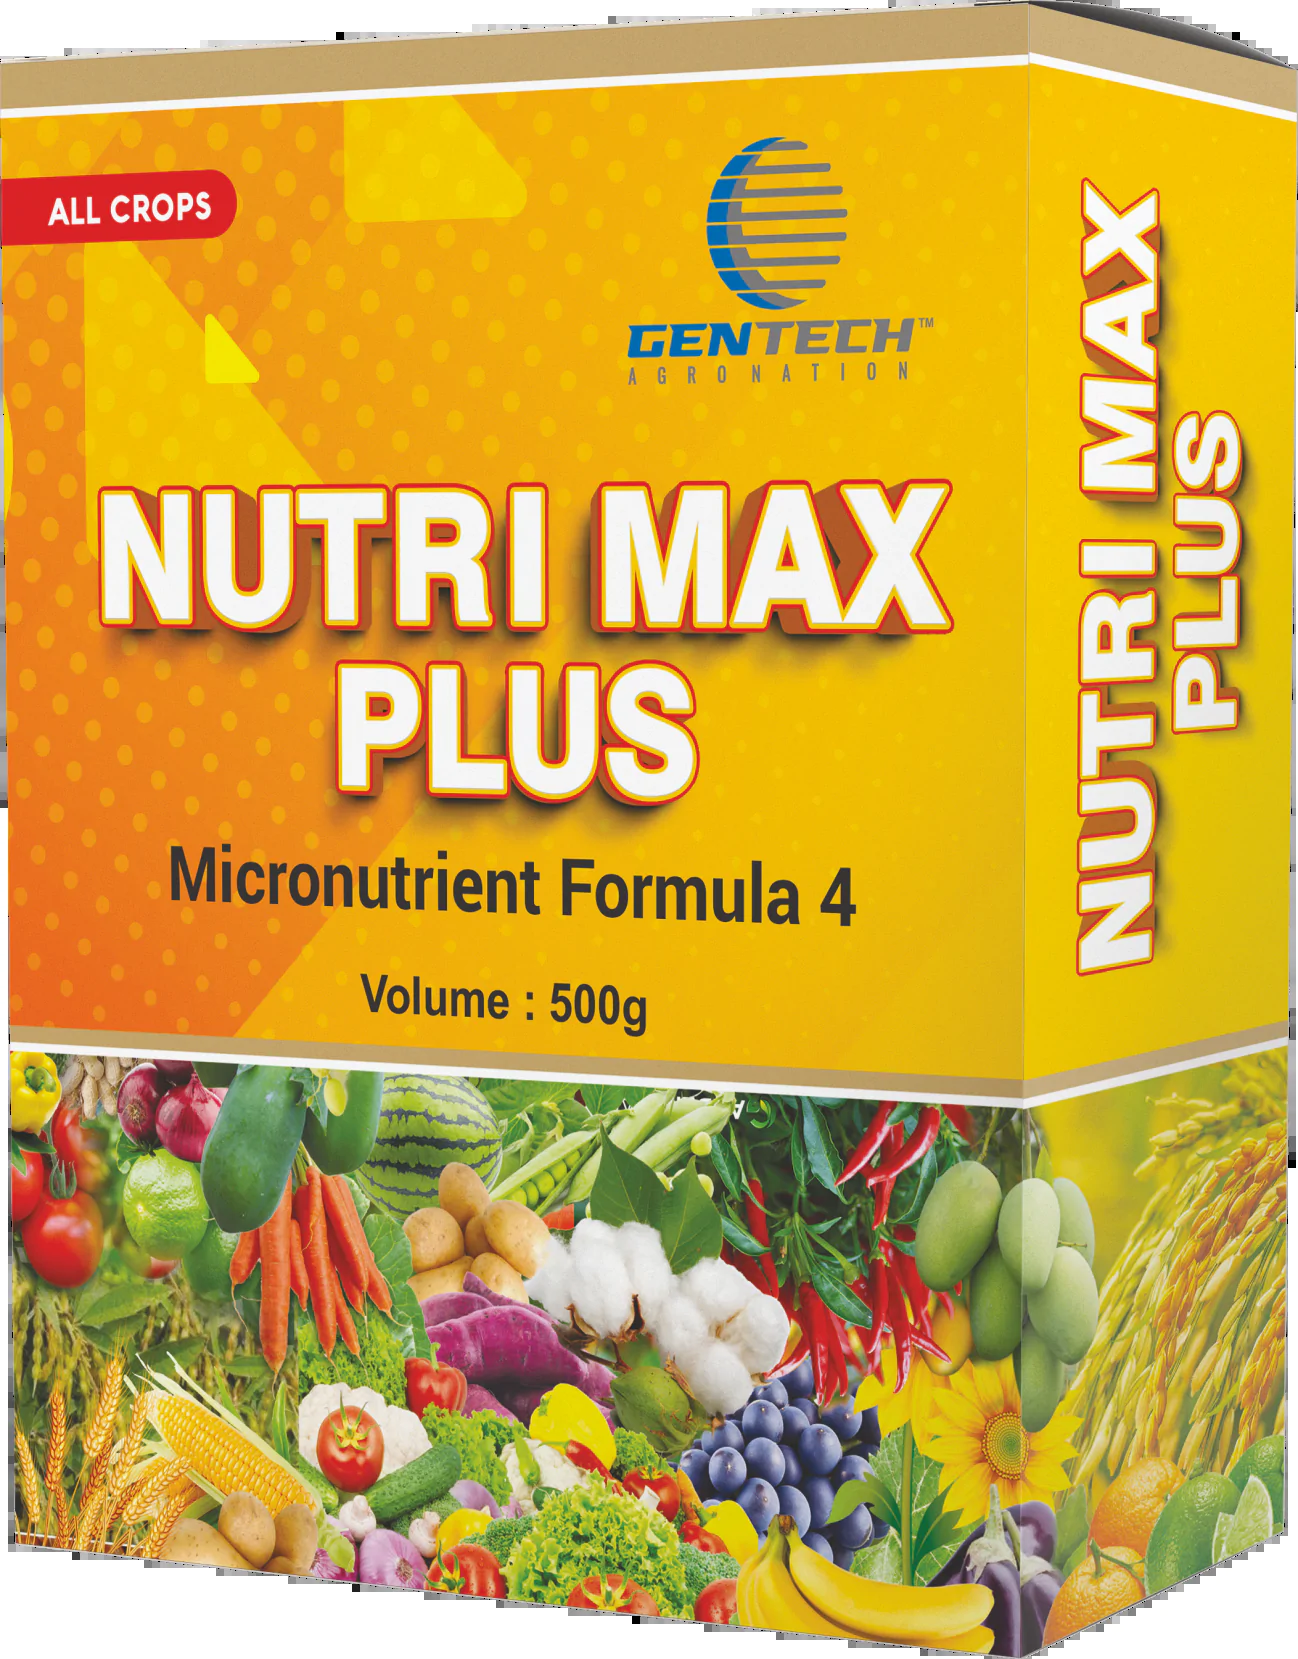 ALL CROPS
GENTECH™
AGRONATION
NUTRI MAX
PLUS
Micronutrient Formula 4
Volume : 500g
NUTRI MAX
PLUS